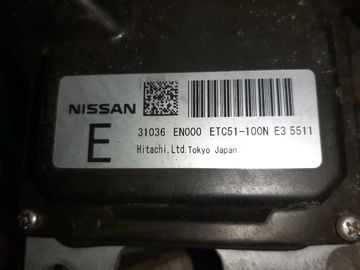 NISSAN
E
31036 EN000 ETC51-100N E3 5511
Hitachi,Ltd.Tokyo Japan